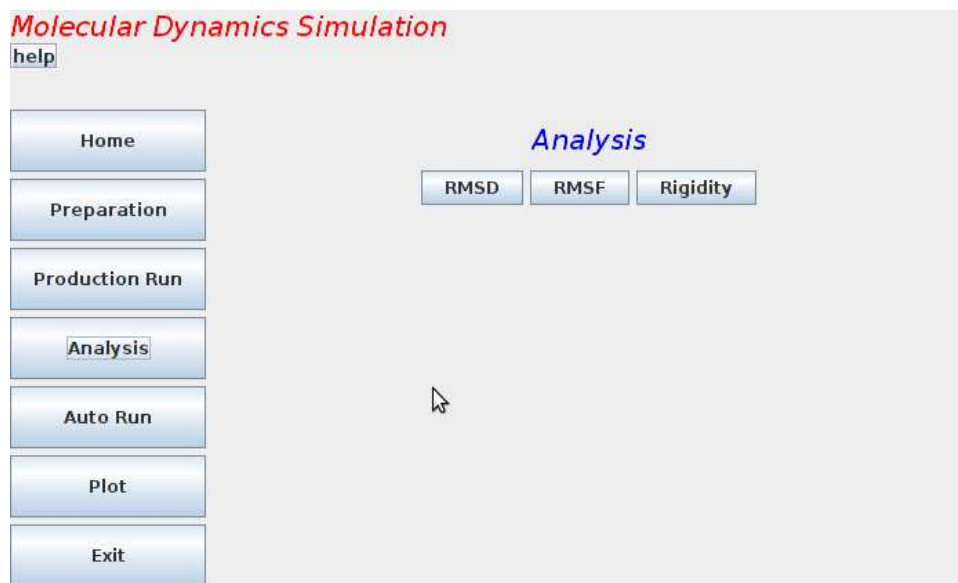 Molecular Dynamics Simulation
help
Home
Preparation
Production Run
Analysis
Auto Run
Plot
Exit
Analysis
RMSD RMSF Rigidity